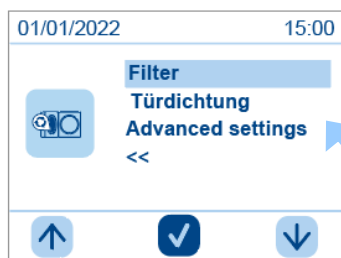 01/01/2022 15:00
Filter
Türdichtung
Advanced settings
<<